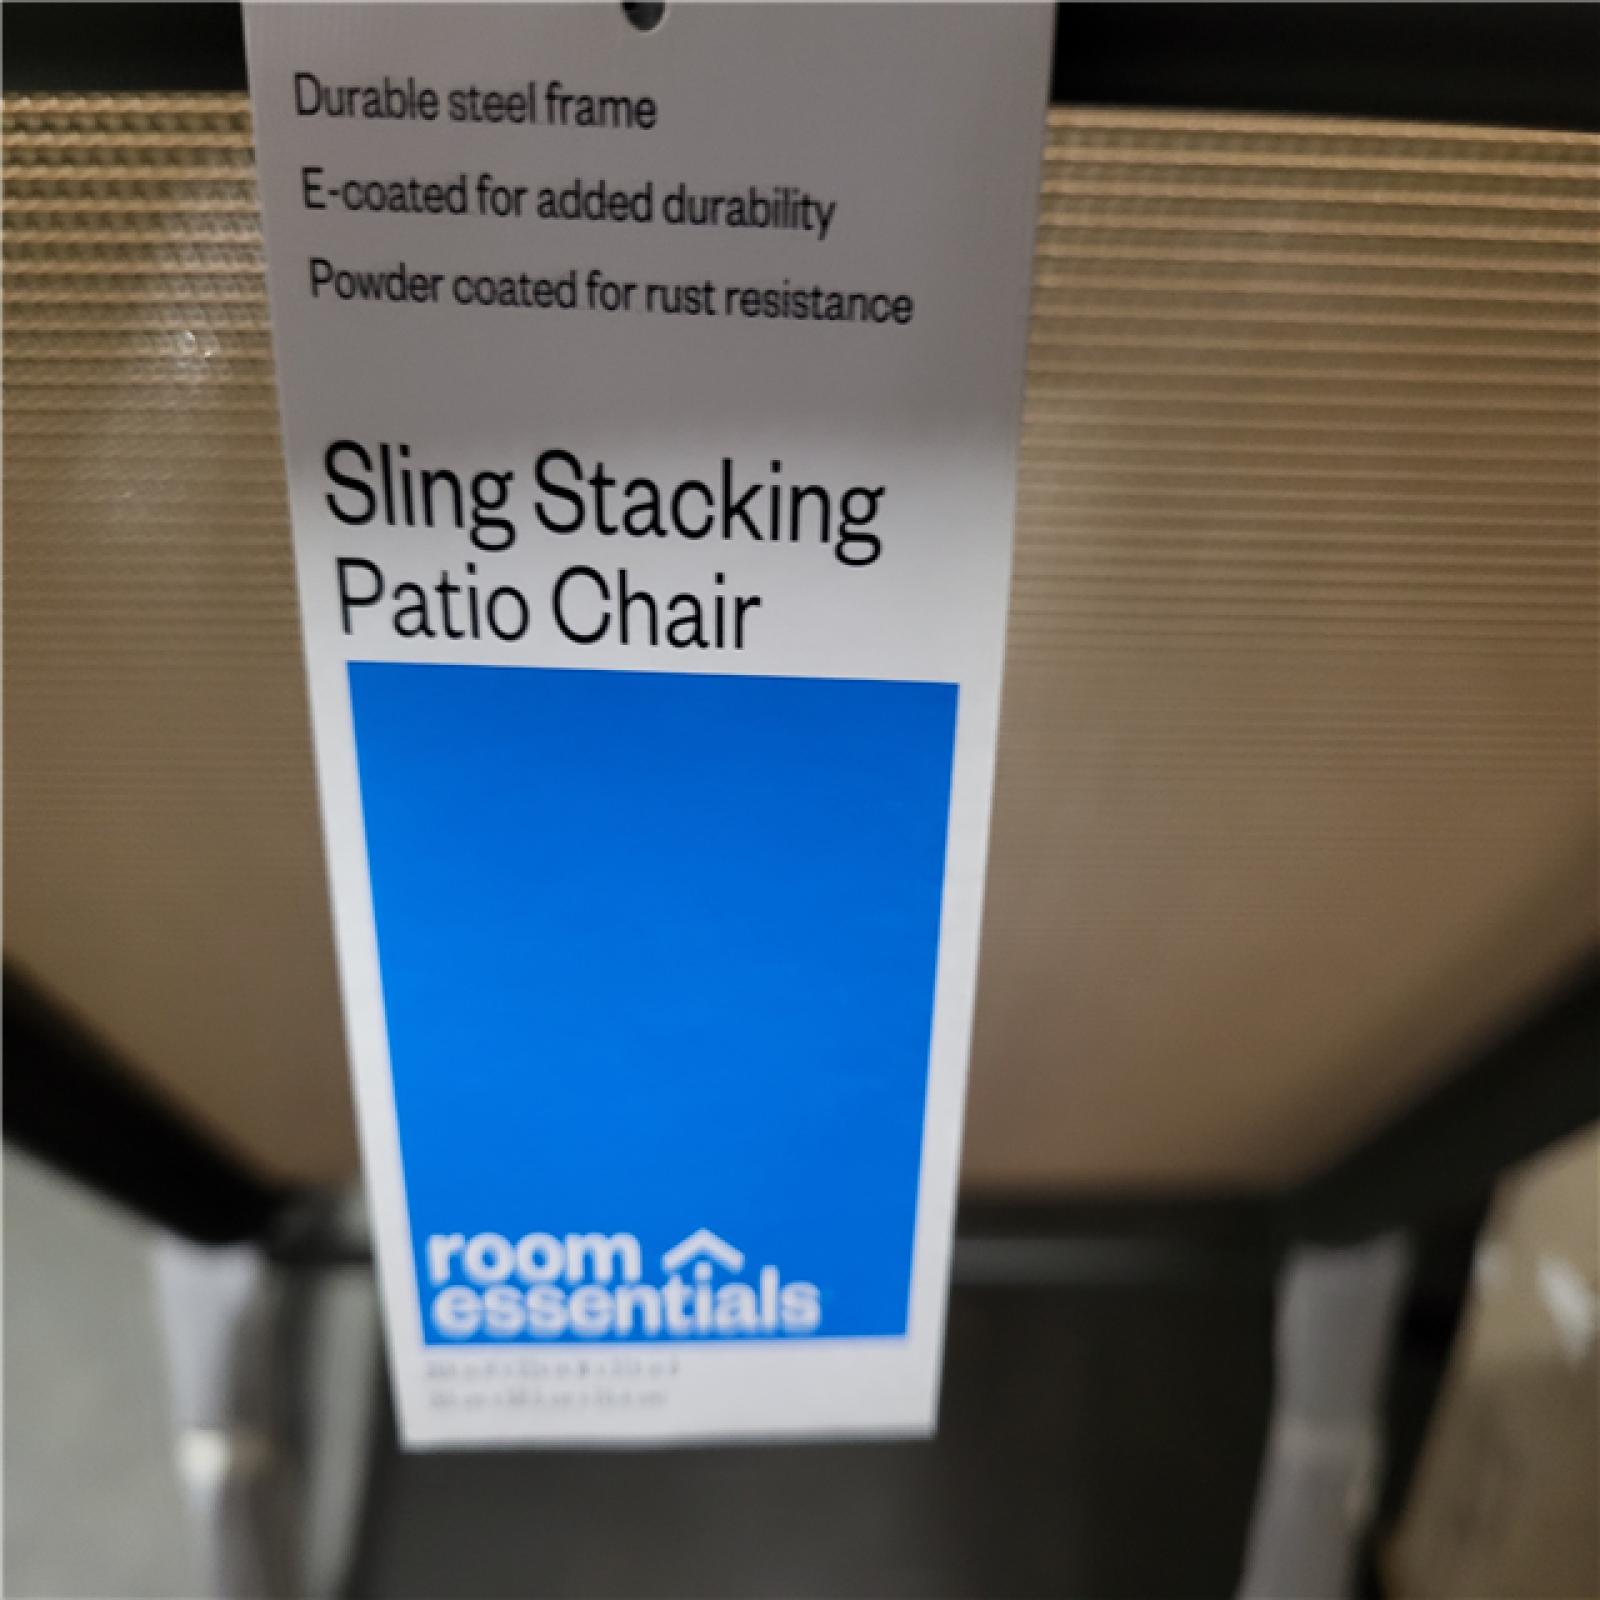 Durable steel frame
E-coated for added durability
Powder coated for rust resistance
Sling Stacking
Patio Chair
room
essentials